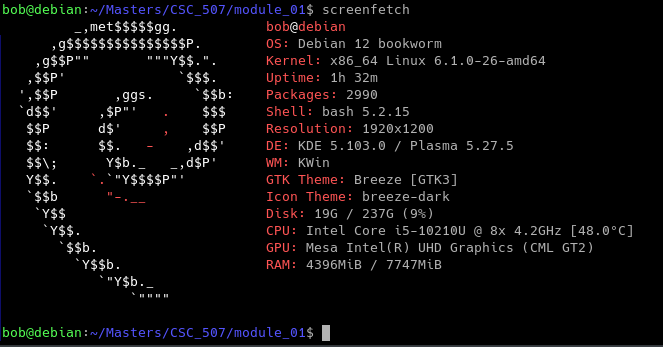 bob@debian:~/Masters/CSC_507/module_01$ screenfetch
         _,met$$$$$gg.           bob@debian
      ,g$$$$$$$$$$$$$$$P.        OS: Debian 12 bookworm
    ,g$$P""       """Y$$.".      Kernel: x86_64 Linux 6.1.0-26-amd64
   ,$$P'              `$$$.      Uptime: 1h 32m
  ',$$P       ,ggs.     `$$b:    Packages: 2990
  `d$$'     ,$P"'   .    $$$     Shell: bash 5.2.15
   $$P      d$'     ,    $$P     Resolution: 1920x1200
   $$:      $$.   -    ,d$$'     DE: KDE 5.103.0 / Plasma 5.27.5
   $$\;      Y$b._   _,d$P'      WM: KWin
   Y$$.    `.`"Y$$$$P"'          GTK Theme: Breeze [GTK3]
   `$$b      "-.__               Icon Theme: breeze-dark
    `Y$$                         Disk: 19G / 237G (9%)
     `Y$$.                       CPU: Intel Core i5-10210U @ 8x 4.2GHz [48.0°C]
       `$$b.                     GPU: Mesa Intel(R) UHD Graphics (CML GT2)
         `Y$$b.                  RAM: 4396MiB / 7747MiB
            `"Y$b._
                `""""
bob@debian:~/Masters/CSC_507/module_01$